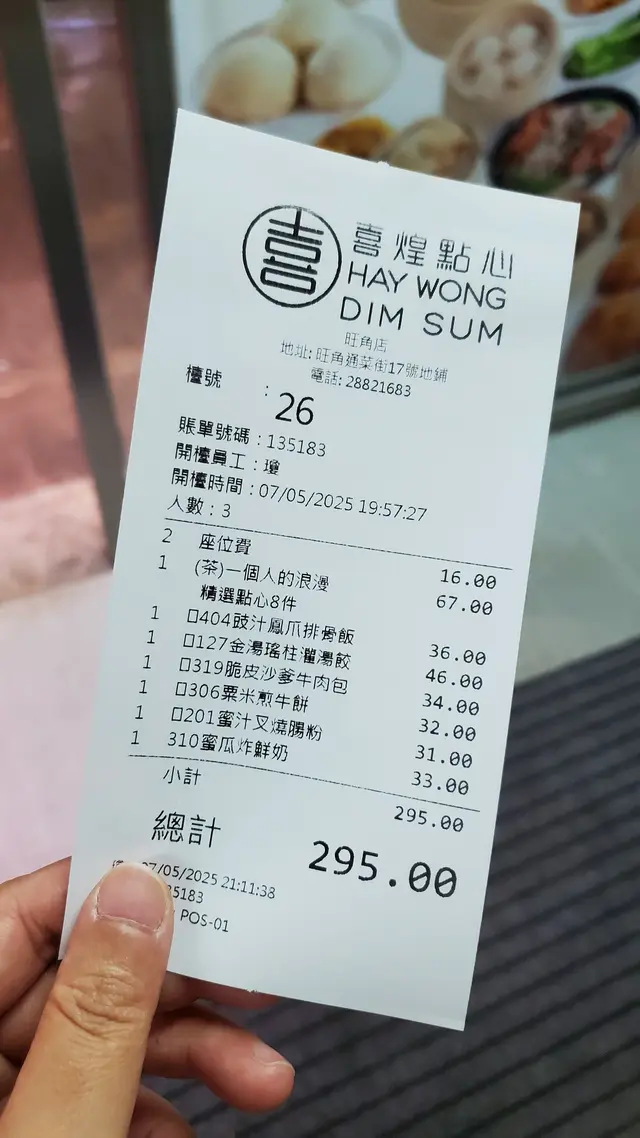 囍
喜煌點心
HAY WONG
DIM SUM
旺角店
地址: 旺角通菜街17號地鋪
電話: 28821683
檯號 : 26
賬單號碼 : 135183
開檯員工 : 瓊
開檯時間 : 07/05/2025 19:57:27
人數 : 3
2 座位費 16.00
1 (茶)一個人的浪漫 67.00
精選點心8件
1 口404豉汁鳳爪排骨飯 36.00
1 口127金湯瑤柱灌湯餃 46.00
1 口319脆皮沙爹牛肉包 34.00
1 口306粟米煎牛餅 32.00
1 口201蜜汁叉燒腸粉 31.00
1 310蜜瓜炸鮮奶 33.00
小計 295.00
總計 295.00
07/05/2025 21:11:38
35183
POS-01